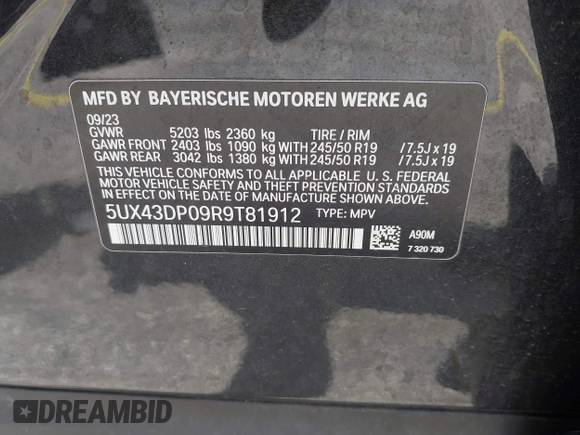 MFD BY BAYERISCHE MOTOREN WERKE AG
09/23
GVWR 5203 lbs 2360 kg TIRE / RIM
GAWR FRONT 2403 lbs 1090 kg WITH 245/50 R19 / 7.5J x 19
GAWR REAR 3042 lbs 1380 kg WITH 245/50 R19 / 7.5J x 19
THIS VEHICLE CONFORMS TO ALL APPLICABLE U. S. FEDERAL
MOTOR VEHICLE SAFETY AND THEFT PREVENTION STANDARDS
IN EFFECT ON THE DATE OF MANUFACTURE SHOWN ABOVE.
5UX43DP09R9T81912 TYPE: MPV
A90M
7 320 730
DREAMBID